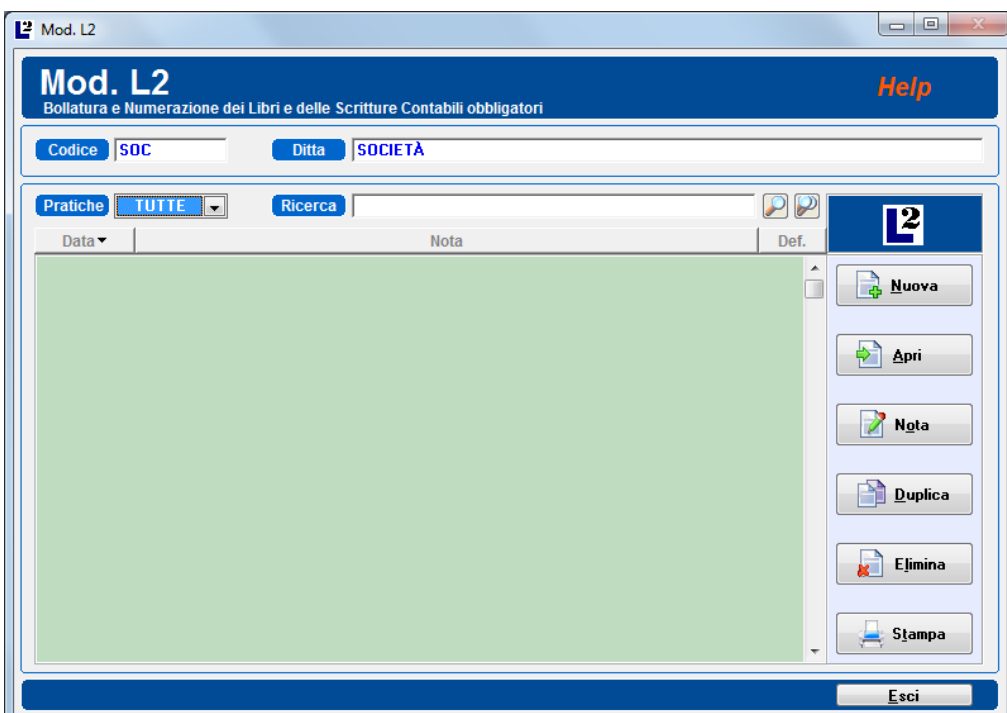 L2 Mod. L2
Mod. L2
Help
Bollatura e Numerazione dei Libri e delle Scritture Contabili obbligatori
Codice SOC Ditta SOCIETÀ
Pratiche TUTTE Ricerca
L2
Data Nota Def.
Nuova
Apri
Nota
Duplica
Elimina
Stampa
Esci